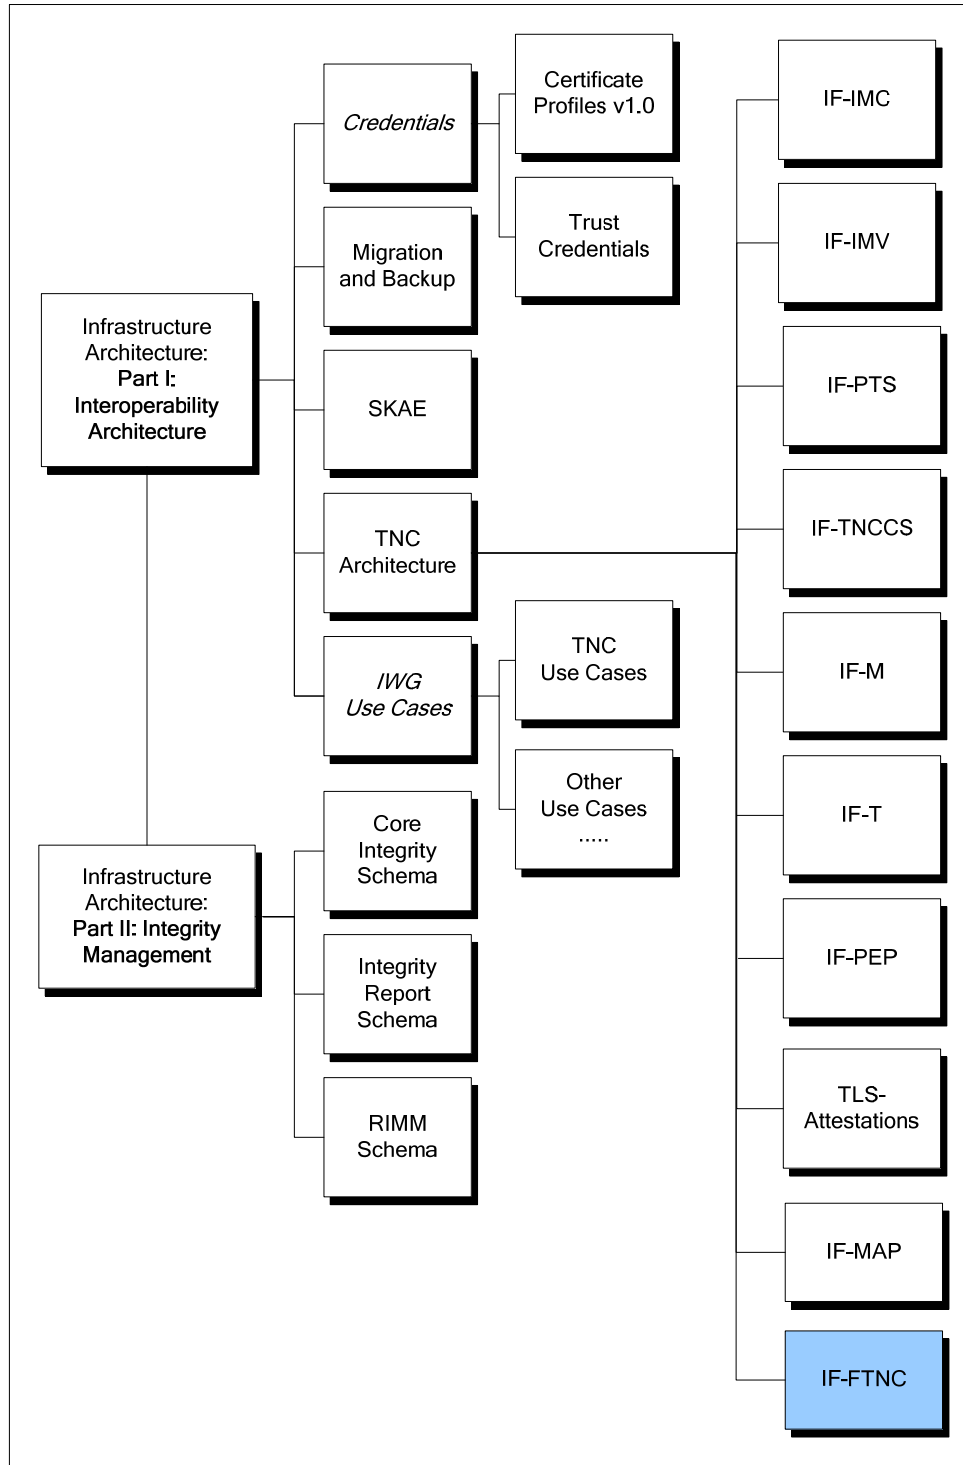 Infrastructure
Architecture:
Part I:
Interoperability
Architecture
Infrastructure
Architecture:
Part II: Integrity
Management
Credentials
Migration
and Backup
SKAE
TNC
Architecture
IWG
Use Cases
Core
Integrity
Schema
Integrity
Report
Schema
RIMM
Schema
Certificate
Profiles v1.0
Trust
Credentials
TNC
Use Cases
Other
Use Cases
.....
IF-IMC
IF-IMV
IF-PTS
IF-TNCCS
IF-M
IF-T
IF-PEP
TLS-
Attestations
IF-MAP
IF-FTNC